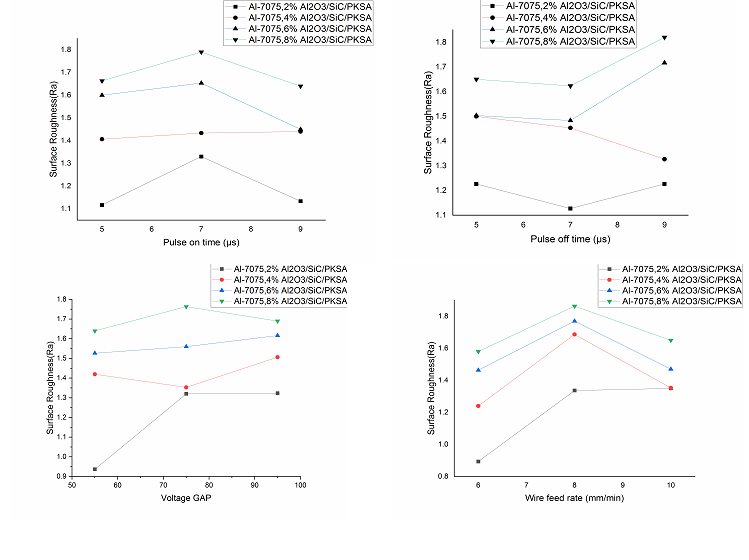 Al-7075,2% Al2O3/SiC/PKSA
Al-7075,4% Al2O3/SiC/PKSA
Al-7075,6% Al2O3/SiC/PKSA
Al-7075,8% Al2O3/SiC/PKSA
1.8
1.7
1.6
1.5
1.4
1.3
1.2
1.1
Surface Roughness(Ra)
5 6 7 8 9
Pulse on time (µs)
Al-7075,2% Al2O3/SiC/PKSA
Al-7075,4% Al2O3/SiC/PKSA
Al-7075,6% Al2O3/SiC/PKSA
Al-7075,8% Al2O3/SiC/PKSA
1.8
1.7
1.6
1.5
1.4
1.3
1.2
1.1
Surface Roughness(Ra)
5 6 7 8 9
Pulse off time (µs)
Al-7075,2% Al2O3/SiC/PKSA
Al-7075,4% Al2O3/SiC/PKSA
Al-7075,6% Al2O3/SiC/PKSA
Al-7075,8% Al2O3/SiC/PKSA
1.8
1.7
1.6
1.5
1.4
1.3
1.2
1.1
1.0
0.9
Surface Roughness(Ra)
50 60 70 80 90 100
Voltage GAP
Al-7075,2% Al2O3/SiC/PKSA
Al-7075,4% Al2O3/SiC/PKSA
Al-7075,6% Al2O3/SiC/PKSA
Al-7075,8% Al2O3/SiC/PKSA
1.8
1.6
1.4
1.2
1.0
0.8
Surface Roughness(Ra)
6 7 8 9 10
Wire feed rate (mm/min)